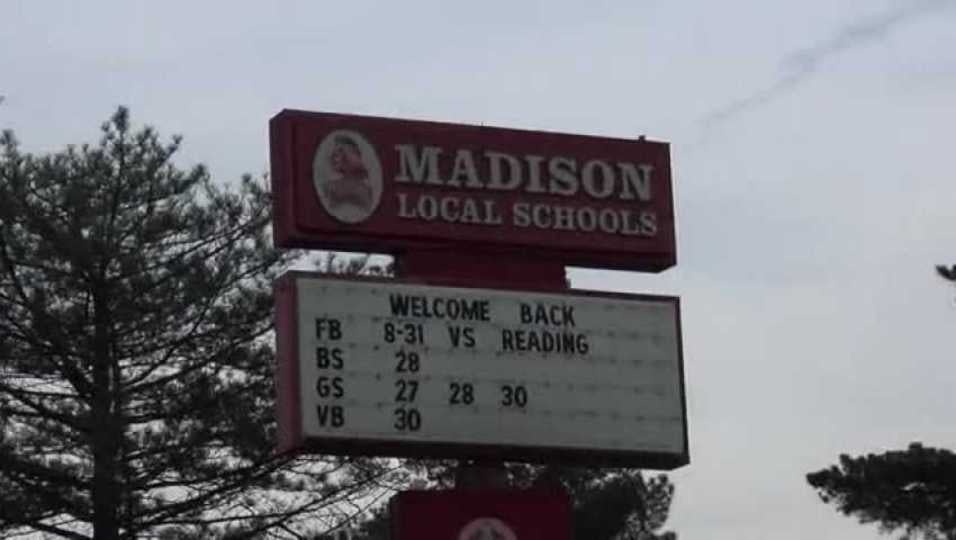 MADISON
LOCAL SCHOOLS
WELCOME BACK
FB 8-31 VS READING
BS 28
GS 27 28 30
VB 30